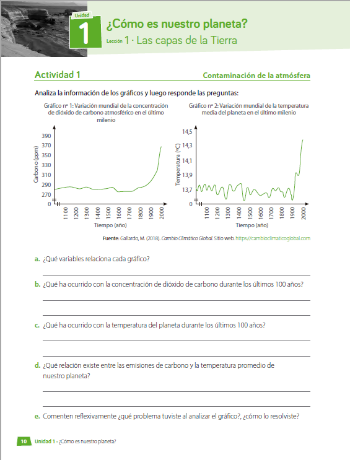 Unidad
1
¿Cómo es nuestro planeta?
Lección 1 · Las capas de la Tierra
Actividad 1
Contaminación de la atmósfera
Analiza la información de los gráficos y luego responde las preguntas:
Gráfico nº 1: Variación mundial de la concentración
de dióxido de carbono atmosférico en el último
milenio
Carbono (ppm)
390
370
350
330
310
290
270
0
1100
1200
1300
1400
1500
1600
1700
1800
1900
2000
Tiempo (año)
Gráfico nº 2: Variación mundial de la temperatura
media del planeta en el último milenio
Temperatura (ºC)
14,5
14,3
14,1
13,7
0
1100
1200
1300
1400
1500
1600
1700
1800
1900
2000
Tiempo (año)
Fuente: Gallardo, M. (2018). Cambio Climático Global. Sitio web: https://cambioclimaticoglobal.com
a. ¿Qué variables relaciona cada gráfico?
b. ¿Qué ha ocurrido con la concentración de dióxido de carbono durante los últimos 100 años?
c. ¿Qué ha ocurrido con la temperatura del planeta durante los últimos 100 años?
d. ¿Qué relación existe entre las emisiones de carbono y la temperatura promedio de
nuestro planeta?
e. Comenten reflexivamente ¿qué problema tuviste al analizar el gráfico?, ¿cómo lo resolviste?
10 Unidad 1 - ¿Cómo es nuestro planeta?